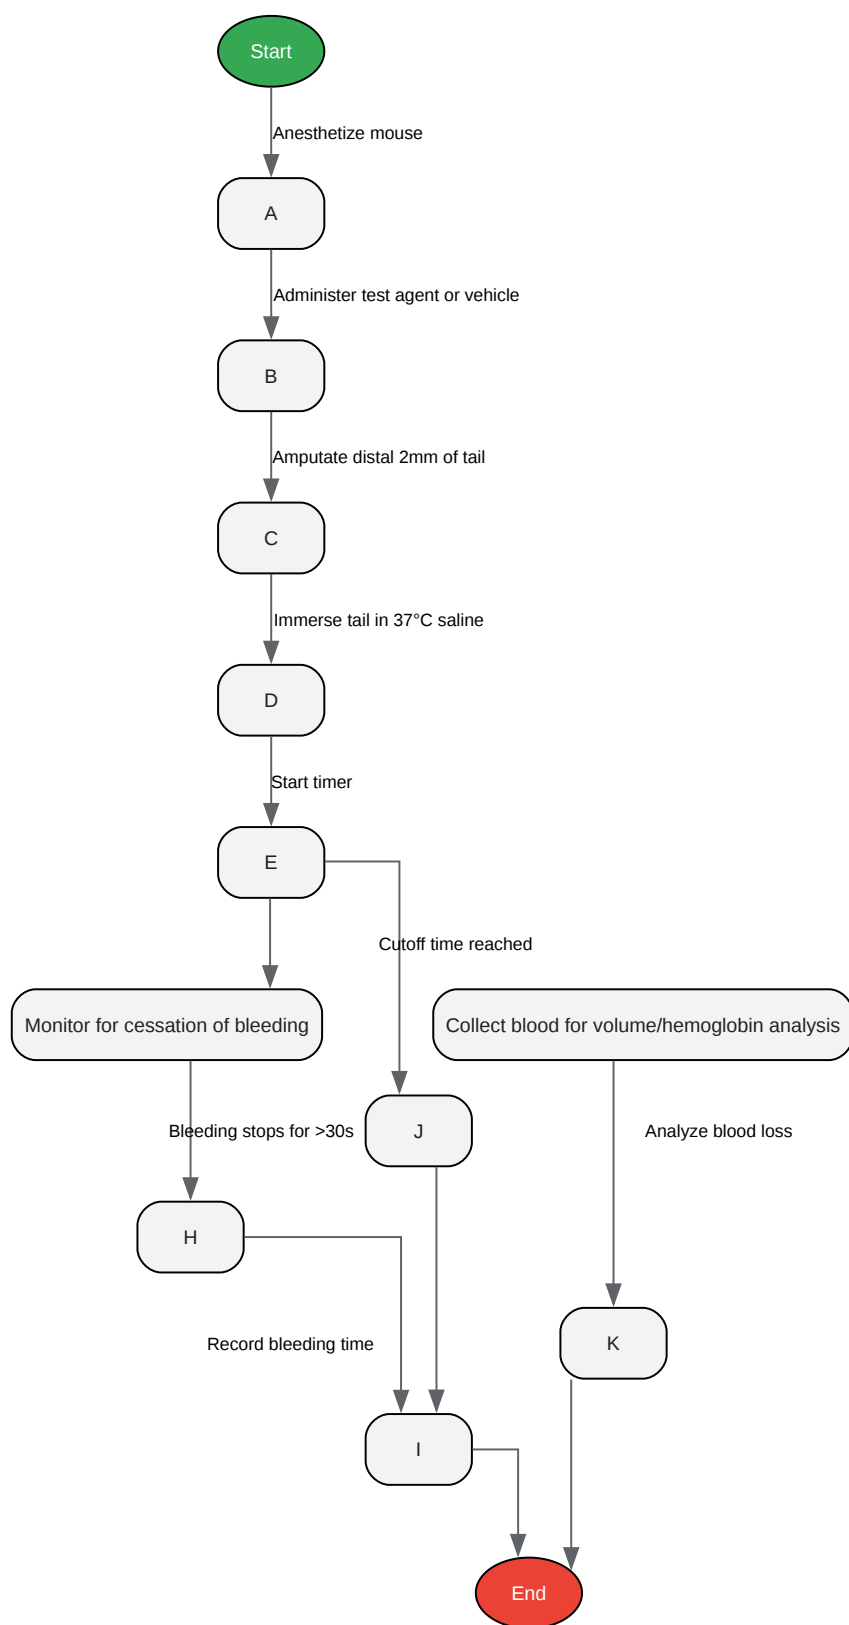 Start
Anesthetize mouse
A
Administer test agent or vehicle
B
Amputate distal 2mm of tail
C
Immerse tail in 37°C saline
D
Start timer
E
Cutoff time reached
Monitor for cessation of bleeding
Collect blood for volume/hemoglobin analysis
Bleeding stops for >30s
J
Analyze blood loss
H
Record bleeding time
K
I
End